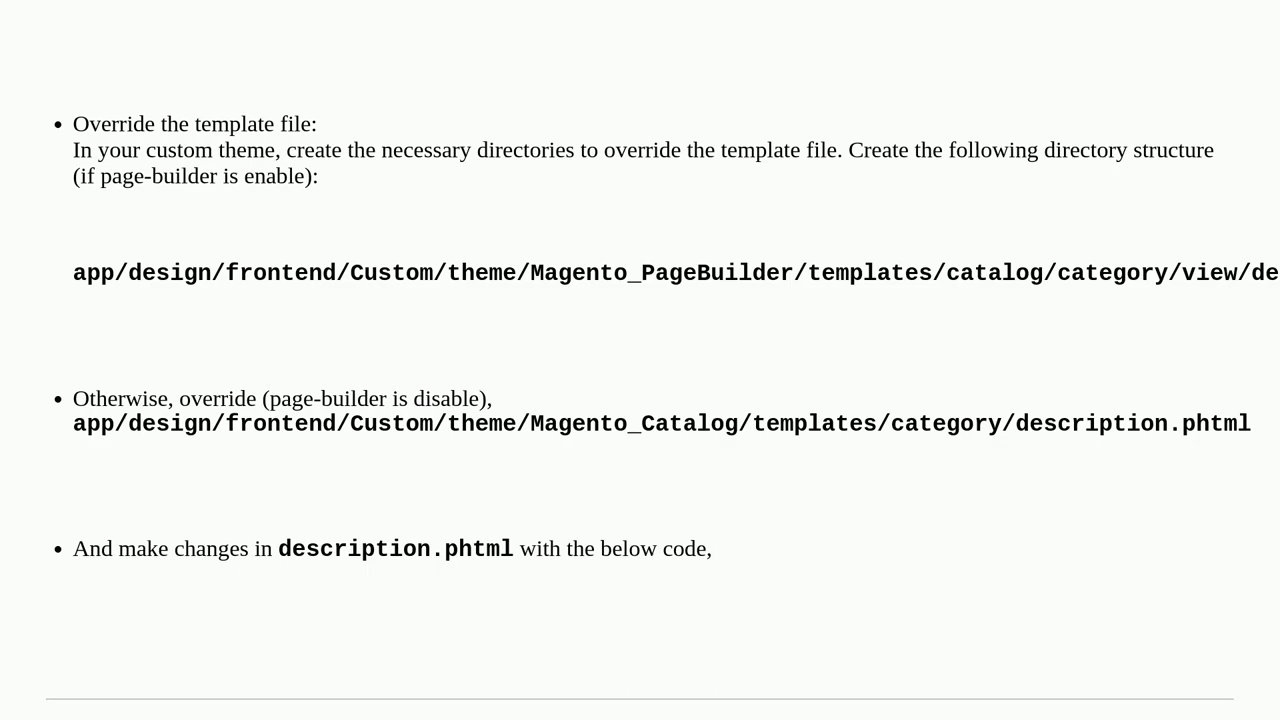 Override the template file:
In your custom theme, create the necessary directories to override the template file. Create the following directory structure
(if page-builder is enable):
app/design/frontend/Custom/theme/Magento_PageBuilder/templates/catalog/category/view/de
Otherwise, override (page-builder is disable),
app/design/frontend/Custom/theme/Magento_Catalog/templates/category/description.phtml
And make changes in description.phtml with the below code,